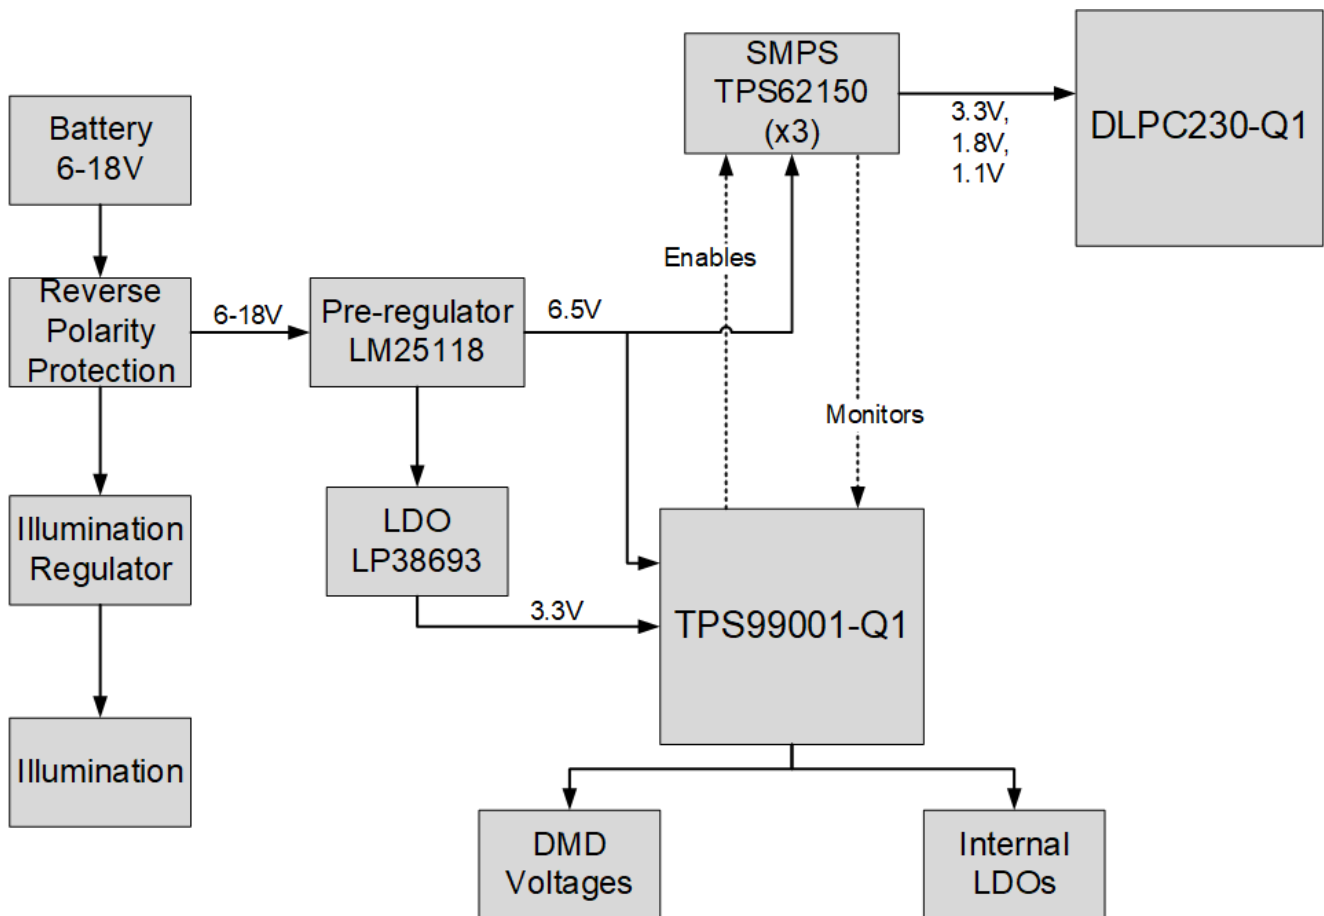 SMPS
TPS62150
(x3)
3.3V,
1.8V,
1.1V
DLPC230-Q1
Battery
6-18V
Enables
Reverse
Polarity
Protection
6-18V
Pre-regulator
LM25118
6.5V
Monitors
Illumination
Regulator
LDO
LP38693
3.3V
TPS99001-Q1
Illumination
DMD
Voltages
Internal
LDOs